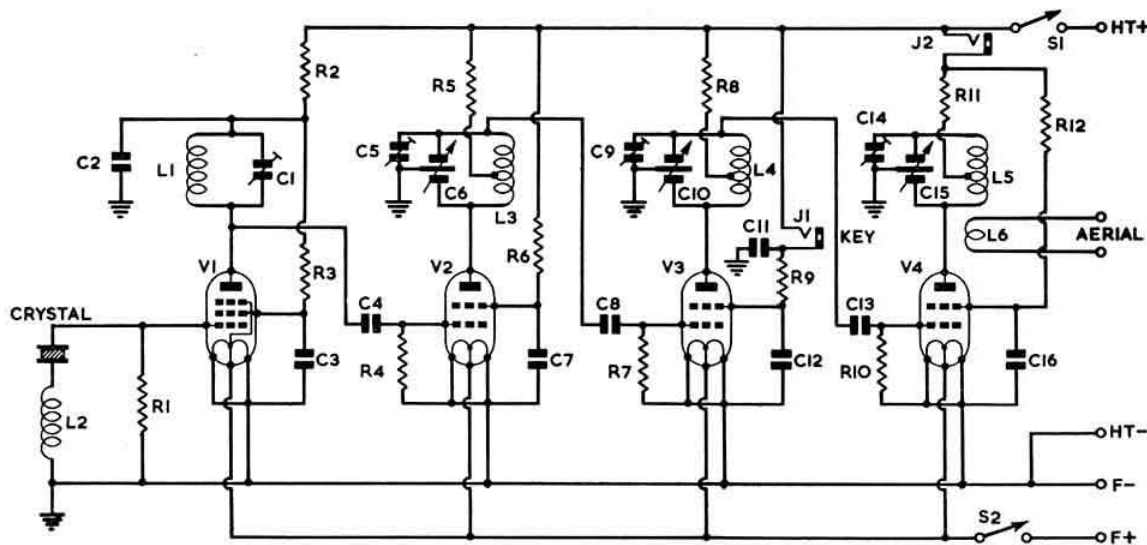 HT+
S1
J2
R2
R5
R8
R11
R12
C2
L1
C1
C5
C6
L3
C9
C10
L4
C14
C15
L5
J1
KEY
C11
L6
AERIAL
V1
R3
V2
R6
V3
R9
V4
CRYSTAL
C4
C8
C13
C3
C7
C12
C16
L2
R1
R4
R7
R10
HT-
F-
S2
F+